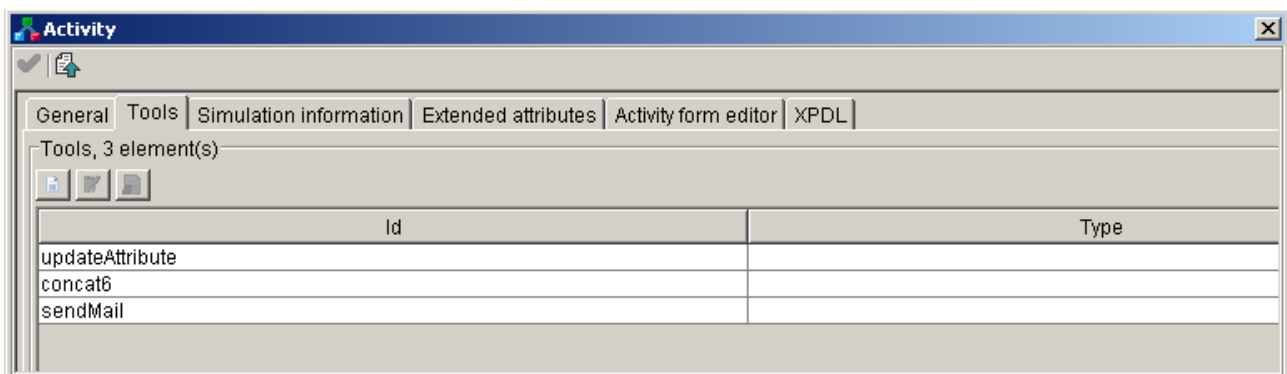 Activity
General Tools Simulation information Extended attributes Activity form editor XPDL
Tools, 3 element(s)
Id Type
updateAttribute
concat6
sendMail